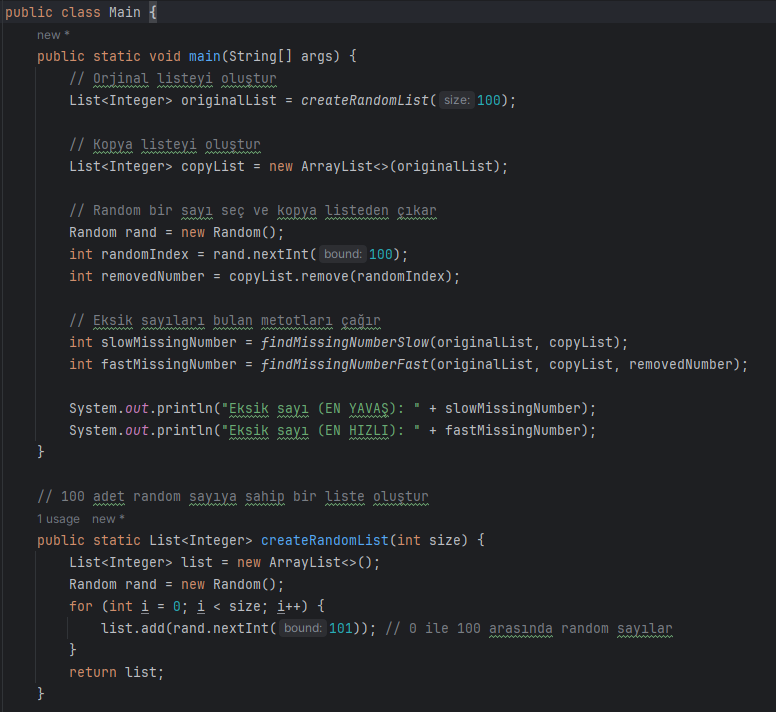 public class Main {
new *
public static void main(String[] args) {
// Orjinal listeyi oluştur
List<Integer> originalList = createRandomList( size: 100);
// Kopya listeyi oluştur
List<Integer> copyList = new ArrayList<>(originalList);
// Random bir sayı seç ve kopya listeden çıkar
Random rand = new Random();
int randomIndex = rand.nextInt( bound: 100);
int removedNumber = copyList.remove(randomIndex);
// Eksik sayıları bulan metotları çağır
int slowMissingNumber = findMissingNumberSlow(originalList, copyList);
int fastMissingNumber = findMissingNumberFast(originalList, copyList, removedNumber);
System.out.println("Eksik sayı (EN YAVAŞ): " + slowMissingNumber);
System.out.println("Eksik sayı (EN HIZLI): " + fastMissingNumber);
}
// 100 adet random sayıya sahip bir liste oluştur
1 usage new *
public static List<Integer> createRandomList(int size) {
List<Integer> list = new ArrayList<>();
Random rand = new Random();
for (int i = 0; i < size; i++) {
list.add(rand.nextInt( bound: 101)); // 0 ile 100 arasında random sayılar
}
return list;
}